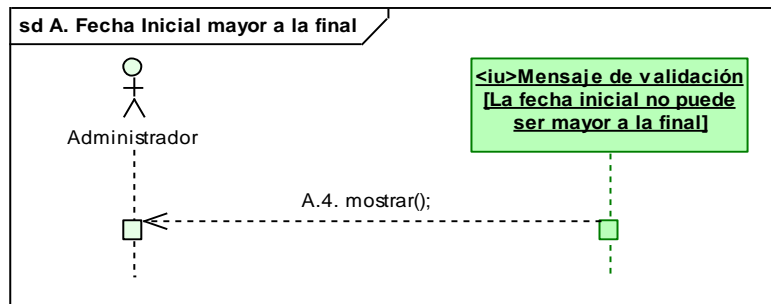 sd A. Fecha Inicial mayor a la final
<iu>Mensaje de validación
[La fecha inicial no puede
ser mayor a la final]
Administrador
A.4. mostrar();